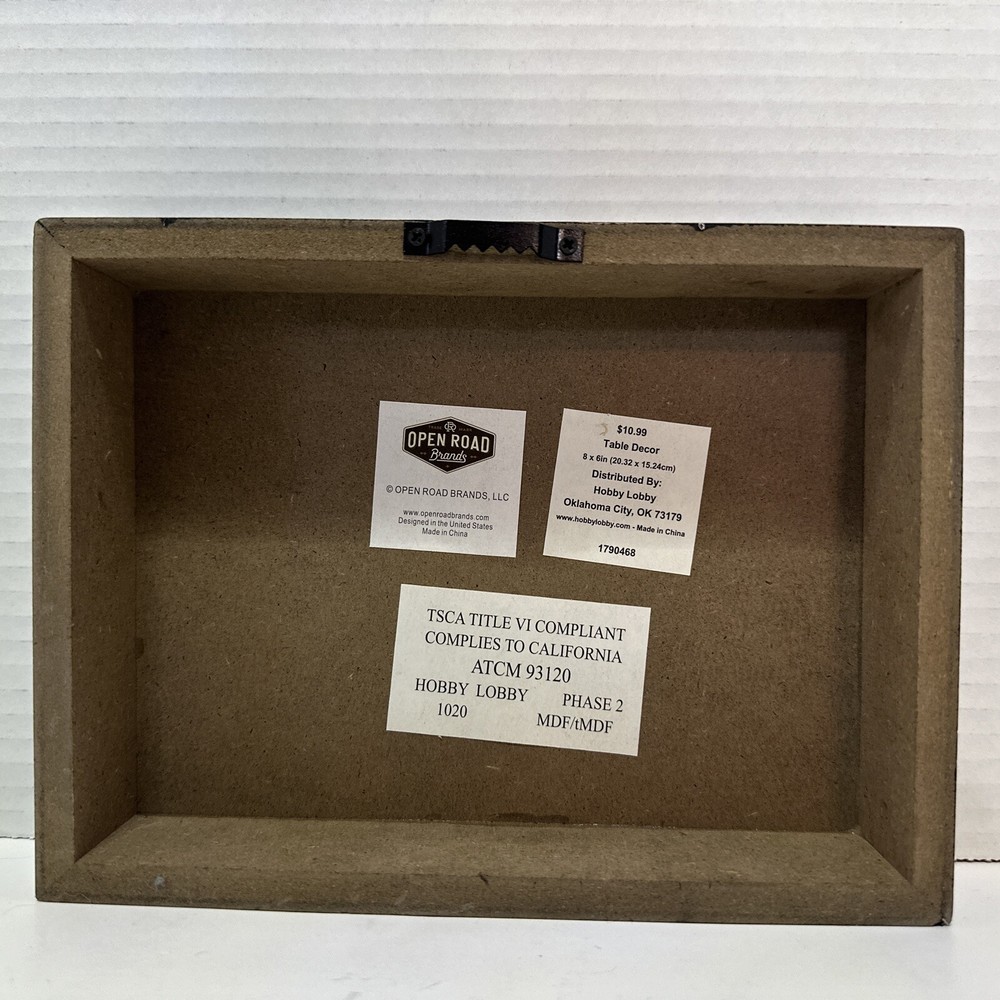 TRADE MARK
OPEN ROAD
Brands
© OPEN ROAD BRANDS, LLC
www.openroadbrands.com
Designed in the United States
Made in China
$10.99
Table Decor
8 x 6in (20.32 x 15.24cm)
Distributed By:
Hobby Lobby
Oklahoma City, OK 73179
www.hobbylobby.com - Made in China
1790468
TSCA TITLE VI COMPLIANT
COMPLIES TO CALIFORNIA
ATCM 93120
HOBBY LOBBY PHASE 2
1020 MDF/tMDF